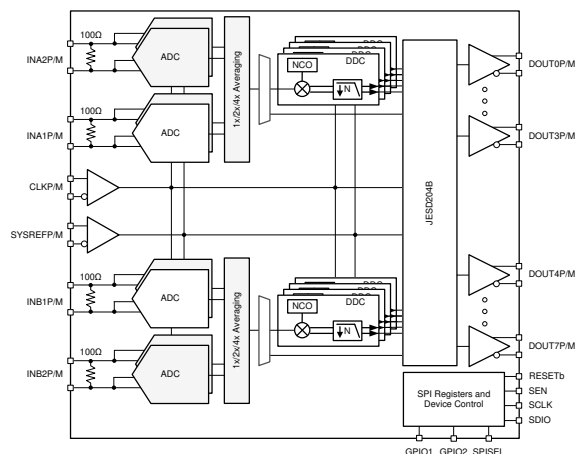 100Ω
INA2P/M
ADC
100Ω
INA1P/M
ADC
1x/2x/4x Averaging
DDC
NCO
N
CLKP/M
SYSREFP/M
100Ω
INB1P/M
ADC
100Ω
INB2P/M
ADC
1x/2x/4x Averaging
DDC
DDC
NCO
N
JESD204B
DOUT0P/M
DOUT3P/M
DOUT4P/M
DOUT7P/M
SPI Registers and
Device Control
RESETb
SEN
SCLK
SDIO
GPIO1 GPIO2 SPISEL